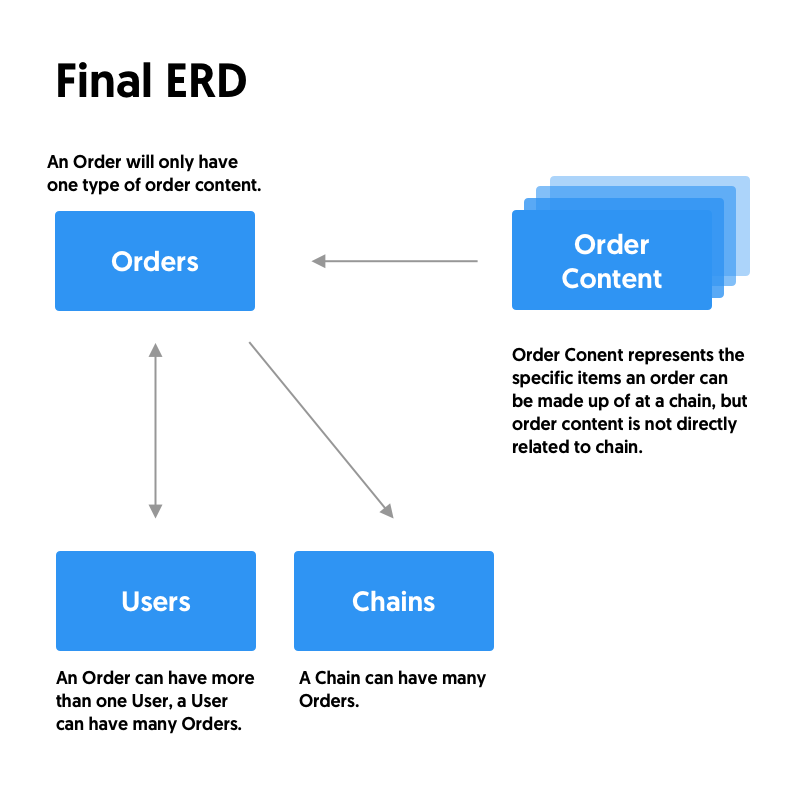 Final ERD
An Order will only have
one type of order content.
Orders
Order
Content
Order Conent represents the
specific items an order can
be made up of at a chain, but
order content is not directly
related to chain.
Users
Chains
An Order can have more
than one User, a User
can have many Orders.
A Chain can have many
Orders.